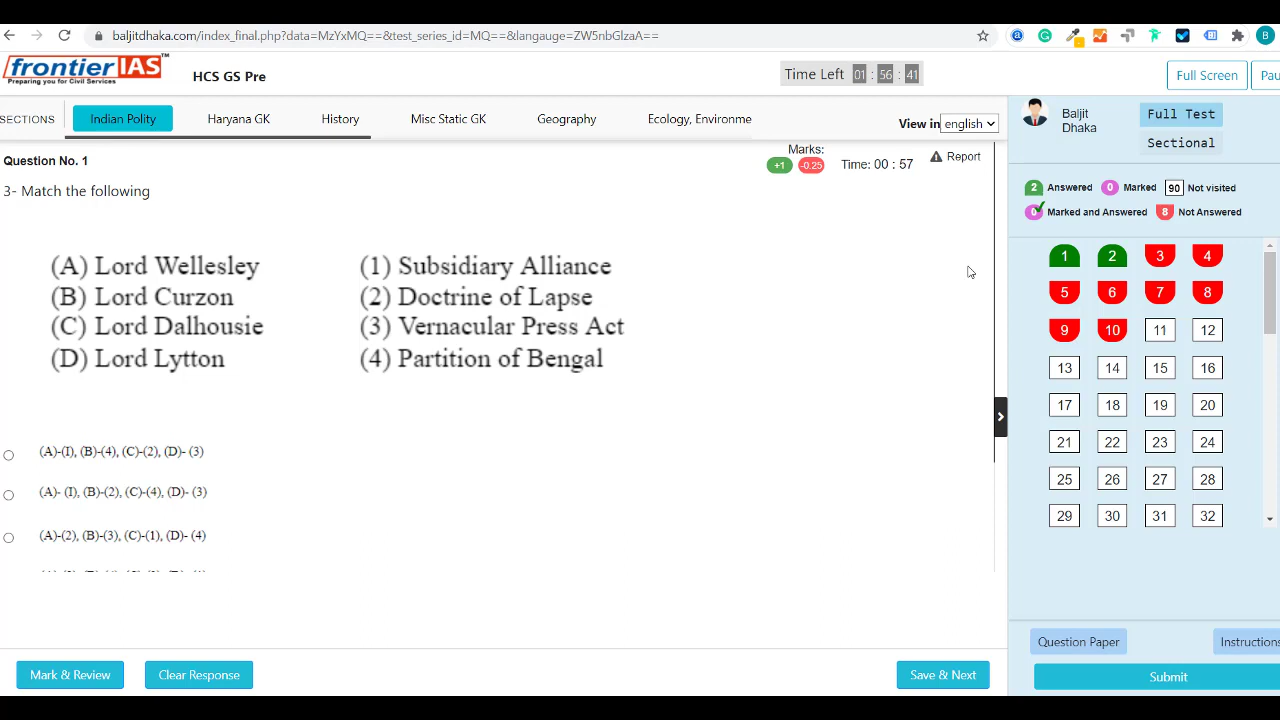 baljitdhaka.com/index_final.php?data=MzYxMQ==&test_series_id=MQ==&langauge=ZW5nbGlzaA==
B
frontier IAS TM
Preparing you for Civil Services
HCS GS Pre
Time Left 01 : 56 : 41
Full Screen
Pau
SECTIONS
Indian Polity
Haryana GK
History
Misc Static GK
Geography
Ecology, Environme
View in english
Baljit
Dhaka
Full Test
Sectional
Question No. 1
Marks:
+1 -0.25
Time: 00 : 57
Report
3- Match the following
(A) Lord Wellesley (1) Subsidiary Alliance
(B) Lord Curzon (2) Doctrine of Lapse
(C) Lord Dalhousie (3) Vernacular Press Act
(D) Lord Lytton (4) Partition of Bengal
(A)-(I), (B)-(4), (C)-(2), (D)- (3)
(A)- (I), (B)-(2), (C)-(4), (D)- (3)
(A)-(2), (B)-(3), (C)-(1), (D)- (4)
Mark & Review
Clear Response
Save & Next
2 Answered 0 Marked 90 Not visited
0 Marked and Answered 8 Not Answered
1 2 3 4
5 6 7 8
9 10 11 12
13 14 15 16
17 18 19 20
21 22 23 24
25 26 27 28
29 30 31 32
Question Paper
Instructions
Submit